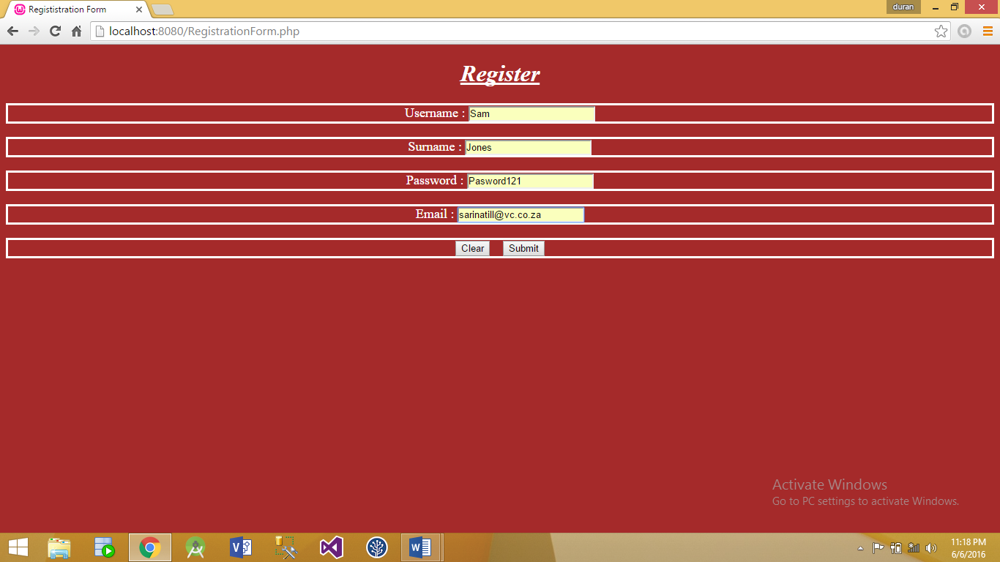 Regististration Form
duran
localhost:8080/RegistrationForm.php
Register
Username : Sam
Surname : Jones
Password : Pasword121
Email : sarinatill@vc.co.za
Clear Submit
Activate Windows
Go to PC settings to activate Windows.
11:18 PM
6/6/2016